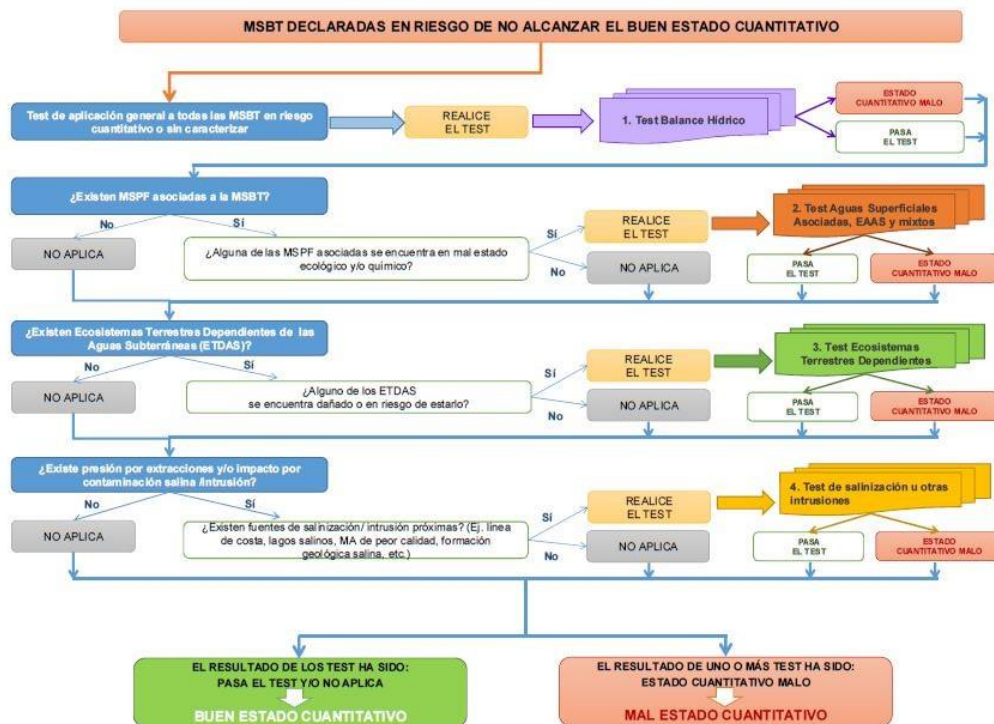 MSBT DECLARADAS EN RIESGO DE NO ALCANZAR EL BUEN ESTADO CUANTITATIVO
Test de aplicación general a todas las MSBT en riesgo
cuantitativo o sin caracterizar
REALICE
EL TEST
1. Test Balance Hídrico
ESTADO
CUANTITATIVO MALO
PASA
EL TEST
¿Existen MSPF asociadas a la MSBT?
No
Sí
NO APLICA
¿Alguna de las MSPF asociadas se encuentra en mal estado
ecológico y/o químico?
Sí
No
REALICE
EL TEST
NO APLICA
2. Test Aguas Superficiales
Asociadas, EAAS y mixtos
PASA
EL TEST
ESTADO
CUANTITATIVO MALO
¿Existen Ecosistemas Terrestres Dependientes de las
Aguas Subterráneas (ETDAS)?
No
Sí
NO APLICA
¿Alguno de los ETDAS
se encuentra dañado o en riesgo de estarlo?
Sí
No
REALICE
EL TEST
NO APLICA
3. Test Ecosistemas
Terrestres Dependientes
PASA
EL TEST
ESTADO
CUANTITATIVO MALO
¿Existe presión por extracciones y/o impacto por
contaminación salina /intrusión?
No
Sí
NO APLICA
¿Existen fuentes de salinización/ intrusión próximas? (Ej. línea
de costa, lagos salinos, MA de peor calidad, formación
geológica salina, etc.)
Sí
No
REALICE
EL TEST
NO APLICA
4. Test de salinización u otras
intrusiones
PASA
EL TEST
ESTADO
CUANTITATIVO MALO
EL RESULTADO DE LOS TEST HA SIDO:
PASA EL TEST Y/O NO APLICA
BUEN ESTADO CUANTITATIVO
EL RESULTADO DE UNO O MÁS TEST HA SIDO:
ESTADO CUANTITATIVO MALO
MAL ESTADO CUANTITATIVO